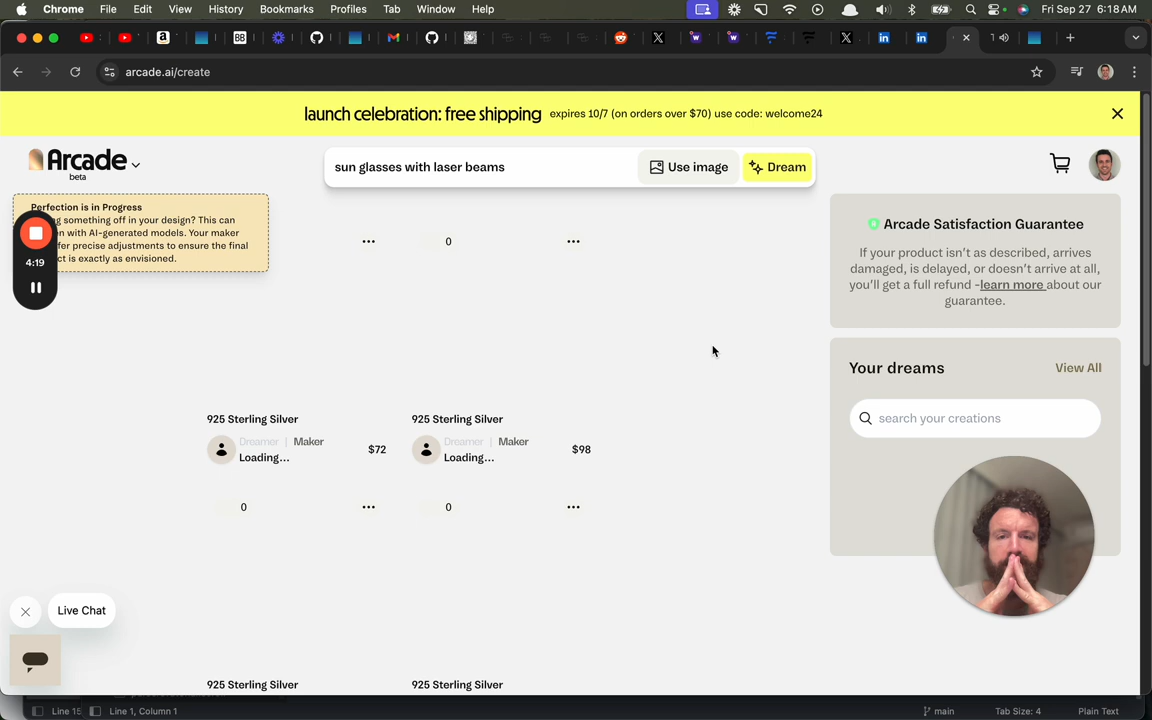 Chrome File Edit View History Bookmarks Profiles Tab Window Help Fri Sep 27 6:18 AM
arcade.ai/create
launch celebration: free shipping expires 10/7 (on orders over $70) use code: welcome24
Arcade
beta
sun glasses with laser beams Use image Dream
Perfection is in Progress
something off in your design? This can
with AI-generated models. Your maker
for precise adjustments to ensure the final
is exactly as envisioned.
4:19
0
Arcade Satisfaction Guarantee
If your product isn't as described, arrives
damaged, is delayed, or doesn't arrive at all,
you'll get a full refund -learn more about our
guarantee.
Your dreams View All
search your creations
925 Sterling Silver 925 Sterling Silver
Dreamer | Maker $72 Dreamer | Maker $98
Loading... Loading...
0 0
Live Chat
925 Sterling Silver 925 Sterling Silver
Line 15 Line 1, Column 1 main Tab Size: 4 Plain Text